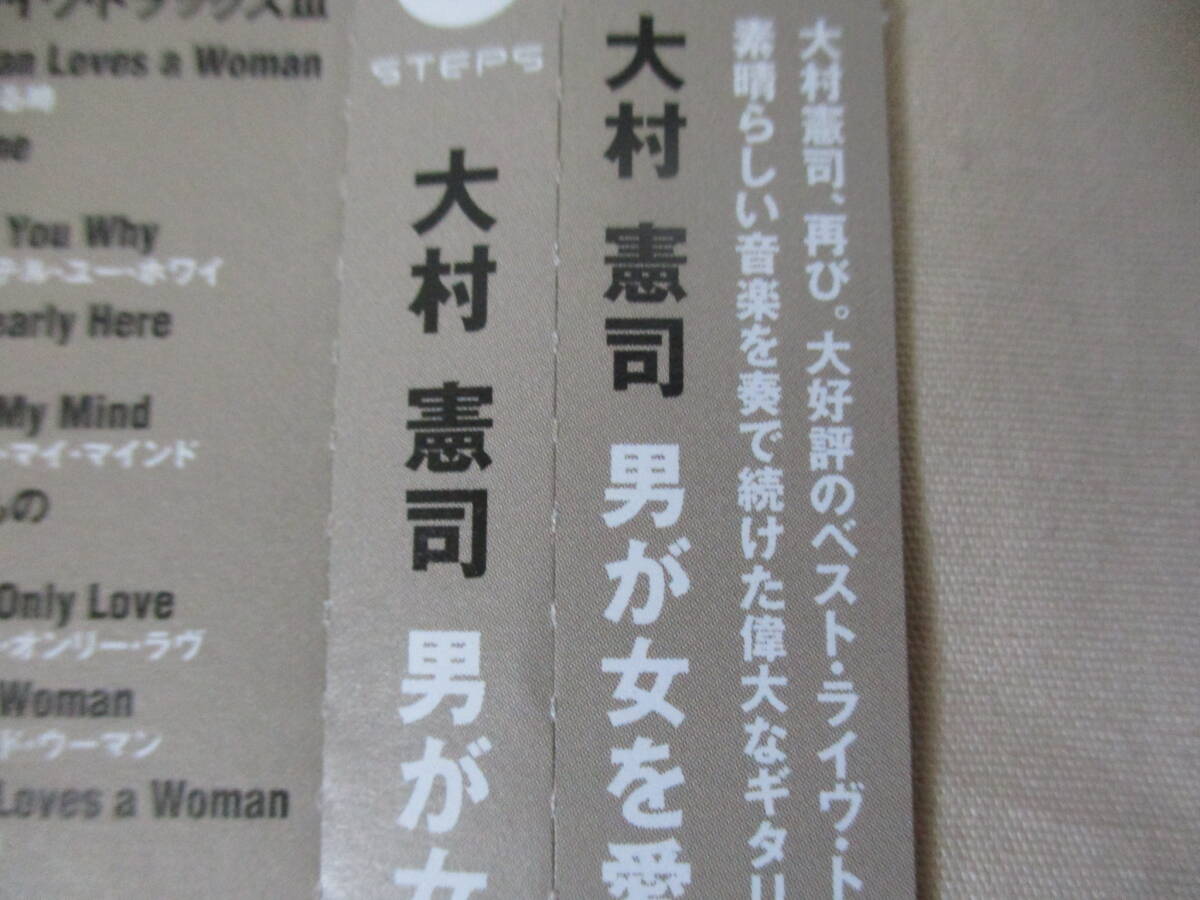 大村憲司、再び。大好評のベスト・ライヴ・ト
素晴らしい音楽を奏で続けた偉大なギタリ
大村 憲司 男が女を愛
STEPS
大村 憲司 男が女
Loves a Woman
You Why
テル・ユー・ホワイ
Here
My Mind
マイ・マインド
Only Love
オンリー・ラヴ
Woman
ド・ウーマン
Loves a Woman